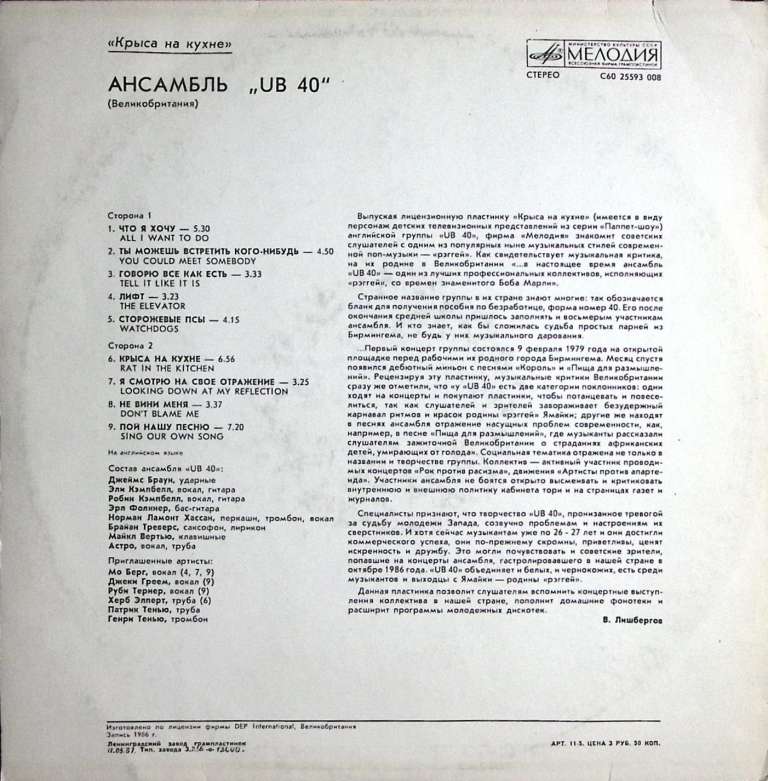 «Крыса на кухне»
АНСАМБЛЬ „UB 40"
(Великобритания)
МИНИСТЕРСТВО КУЛЬТУРЫ СССР
МЕЛОДИЯ
ВСЕСОЮЗНАЯ ФИРМА ГРАМПЛАСТИНОК
СТЕРЕО С60 25593 008
Сторона 1
1. ЧТО Я ХОЧУ — 5.30
ALL I WANT TO DO
2. ТЫ МОЖЕШЬ ВСТРЕТИТЬ КОГО-НИБУДЬ — 4.50
YOU COULD MEET SOMEBODY
3. ГОВОРЮ ВСЕ КАК ЕСТЬ — 3.33
TELL IT LIKE IT IS
4. ЛИФТ — 3.23
THE ELEVATOR
5. СТОРОЖЕВЫЕ ПСЫ — 4.15
WATCHDOGS
Сторона 2
6. КРЫСА НА КУХНЕ — 6.56
RAT IN THE KITCHEN
7. Я СМОТРЮ НА СВОЕ ОТРАЖЕНИЕ — 3.25
LOOKING DOWN AT MY REFLECTION
8. НЕ ВИНИ МЕНЯ — 3.37
DON'T BLAME ME
9. ПОЙ НАШУ ПЕСНЮ — 7.20
SING OUR OWN SONG
На английском языке
Состав ансамбля «UB 40»:
Джеймс Браун, ударные
Эли Кэмпбелл, вокал, гитара
Робин Кэмпбелл, вокал, гитара
Эрл Фолинер, бас-гитара
Норман Ламонт Хассан, перкашн, тромбон, вокал
Брайан Треверс, саксофон, лирикон
Майкл Вертью, клавишные
Астро, вокал, труба
Приглашенные артисты:
Мо Берг, вокал (4, 7, 9)
Джеки Греем, вокал (9)
Руби Тернер, вокал (9)
Херб Элперт, труба (6)
Патрик Тенью, труба
Генри Тенью, тромбон
Выпуская лицензионную пластинку «Крыса на кухне» (имеется в виду
персонаж детских телевизионных представлений из серии «Паппет-шоу»)
английской группы «UB 40», фирма «Мелодия» знакомит советских
слушателей с одним из популярных ныне музыкальных стилей современ-
ной поп-музыки — «рэггей». Как свидетельствует музыкальная критика,
на их родине в Великобритании «...в настоящее время ансамбль
«UB 40» — один из лучших профессиональных коллективов, исполняющих
«рэггей», со времен знаменитого Боба Марли».
Странное название группы в их стране знают многие: так обозначается
бланк для получения пособия по безработице, форма номер 40. Его после
окончания средней школы пришлось заполнять и восьмерым участникам
ансамбля. И кто знает, как бы сложилась судьба простых парней из
Бирмингема, не будь у них музыкального дарования.
...Первый концерт группы состоялся 9 февраля 1979 года на открытой
площадке перед рабочими их родного города Бирмингема. Месяц спустя
появился дебютный миньон с песнями «Король» и «Пища для размышле-
ний». Рецензируя эту пластинку, музыкальные критики Великобритании
сразу же отметили, что «у «UB 40» есть две категории поклонников: одни
ходят на концерты и покупают пластинки, чтобы потанцевать и повесе-
литься, так как слушателей и зрителей завораживает безудержный
карнавал ритмов и красок родины «рэггей» Ямайки; другие же находят
в песнях ансамбля отражение насущных проблем современности, как,
например, в песне «Пища для размышлений», где музыканты рассказали
слушателям зажиточной Великобритании о страданиях африканских
детей, умирающих от голода». Социальная тематика отражена не только в
названии и творчестве группы. Коллектив — активный участник проводи-
мых концертов «Рок против расизма», движения «Артисты против апарте-
ида». Участники ансамбля не боятся открыто высмеивать и критиковать
внутреннюю и внешнюю политику кабинета тори и на страницах газет и
журналов.
Специалисты признают, что творчество «UB 40», пронизанное тревогой
за судьбу молодежи Запада, созвучно проблемам и настроениям их
сверстников. И хотя сейчас музыкантам уже по 26 - 27 лет и они достигли
коммерческого успеха, они по-прежнему скромны, приветливы, ценят
искренность и дружбу. Это могли почувствовать и советские зрители,
попавшие на концерты ансамбля, гастролировавшего в нашей стране в
октябре 1986 года. «UB 40» объединяет и белых, и чернокожих, есть среди
музыкантов и выходцы с Ямайки — родины «рэггей».
Данная пластинка позволит слушателям вспомнить концертные выступ-
ления коллектива в нашей стране, пополнит домашние фонотеки и
расширит программы молодежных дискотек.
В. Лишбергов
Изготовлено по лицензии фирмы DEP International, Великобритания
Запись 1986 г.
Ленинградский завод грампластинок
Тип. завода
АРТ. 11-5. ЦЕНА 3 РУБ. 50 КОП.